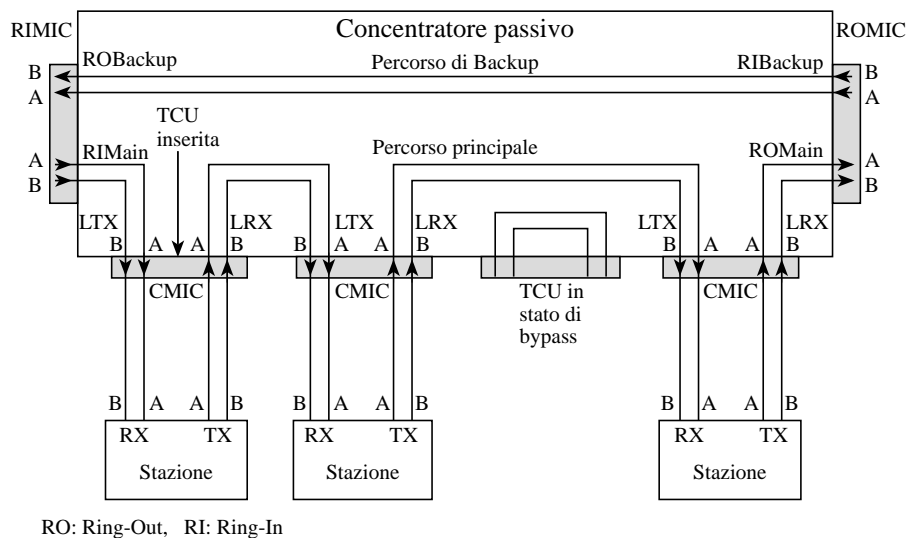 RIMIC
Concentratore passivo
ROMIC
B
ROBackup
Percorso di Backup
RIBackup
B
A
A
TCU
inserita
A
RIMain
Percorso principale
ROMain
A
B
B
LTX
LRX
LTX
LRX
LTX
LRX
B A A B
B A A B
B A A B
CMIC
CMIC
TCU in
stato di
bypass
CMIC
B A A B
B A A B
B A A B
RX TX
RX TX
RX TX
Stazione
Stazione
Stazione
RO: Ring-Out, RI: Ring-In